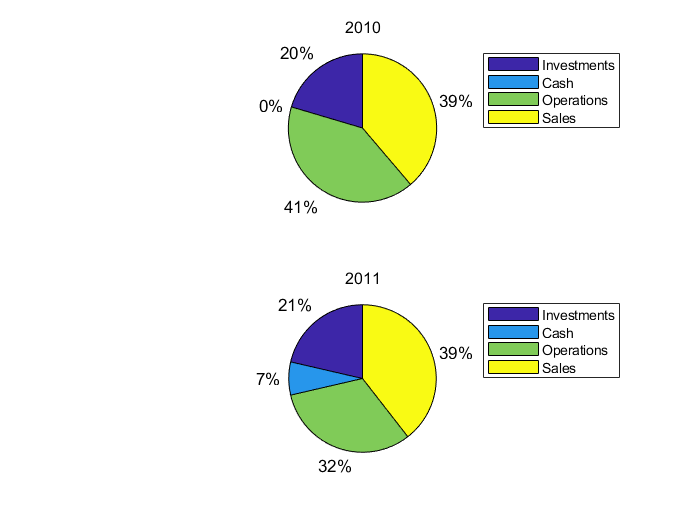 2010
20%
0%
41%
39%
Investments
Cash
Operations
Sales
2011
21%
7%
32%
39%
Investments
Cash
Operations
Sales